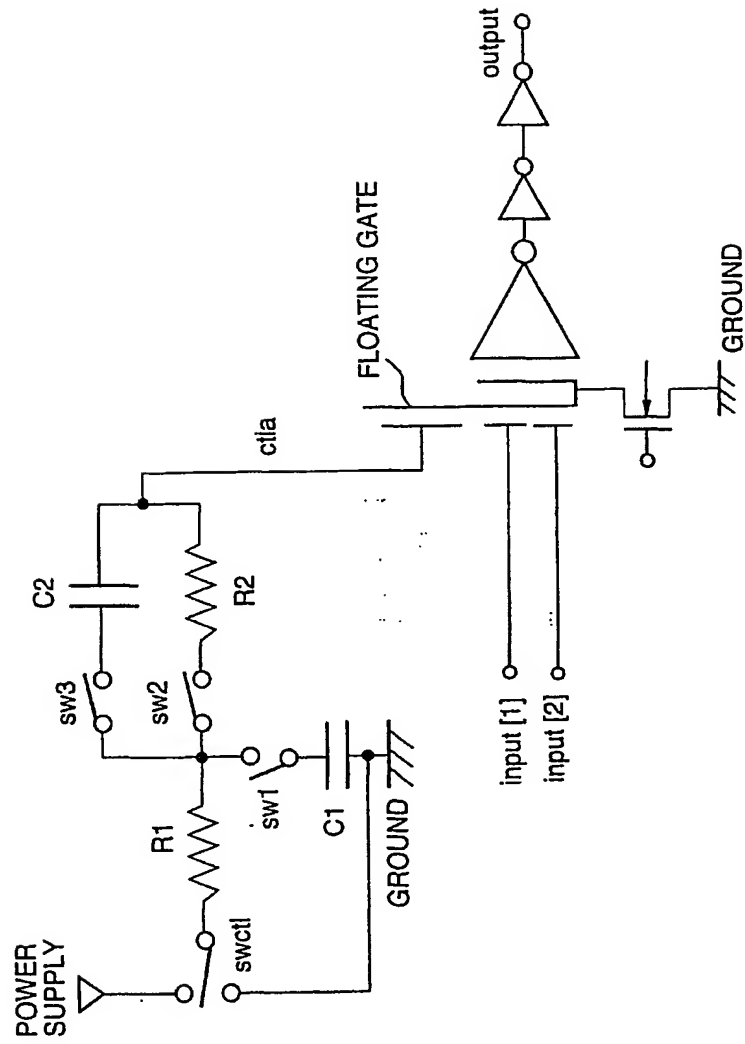 POWER
SUPPLY
swctl
R1
sw1
C1
GROUND
sw3
sw2
C2
R2
ctla
FLOATING GATE
input [1]
input [2]
output
GROUND